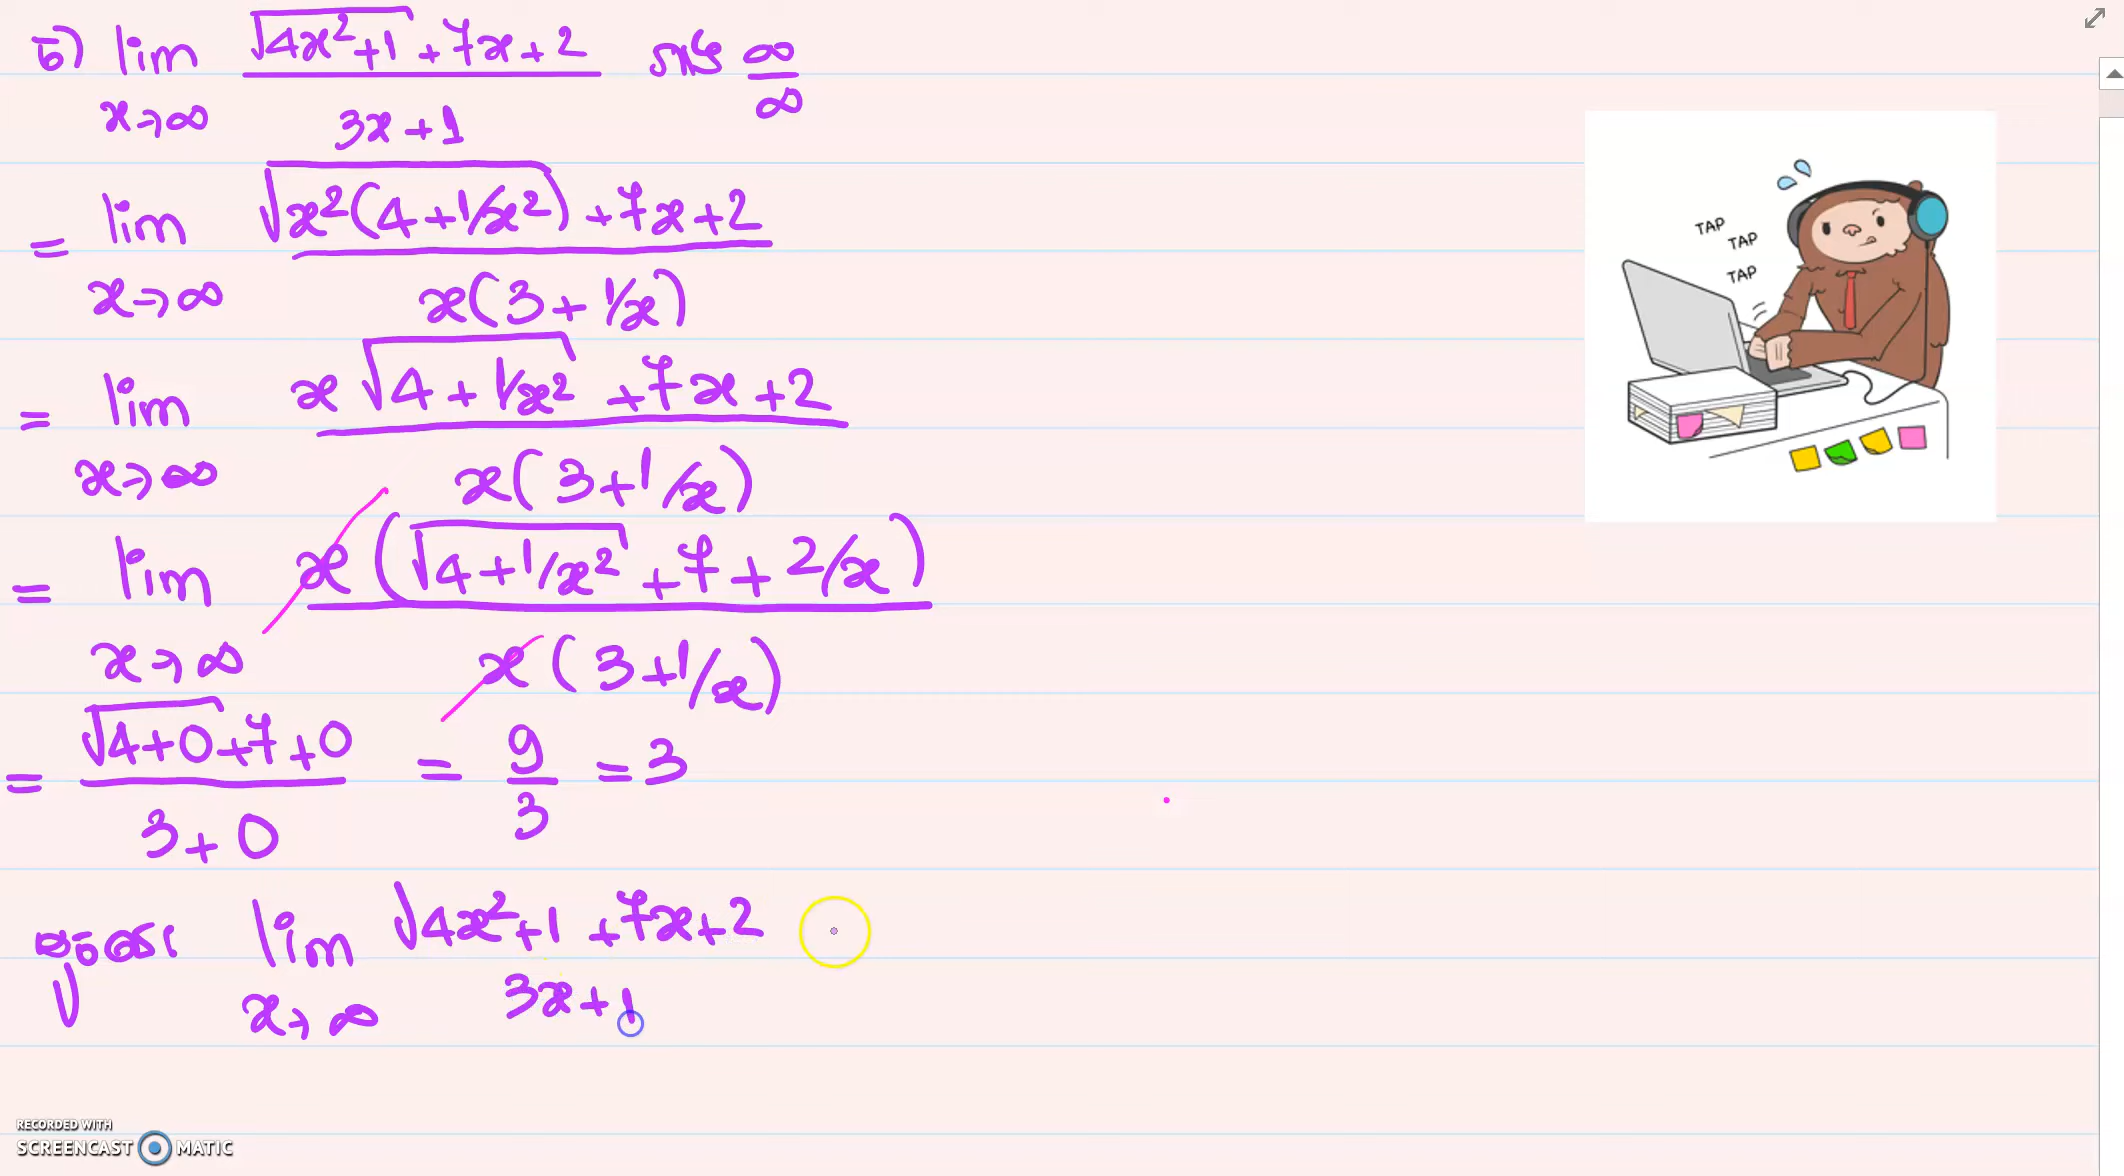 ຽ) lim √(4x²+1) +7x+2 / 3x+1 ∞/∞
x→∞
= lim √(x²(4+1/x²)) +7x+2 / x(3+1/x)
x→∞
= lim x√(4+1/x²) +7x+2 / x(3+1/x)
x→∞
= lim x(√(4+1/x²) +7+2/x) / x(3+1/x)
x→∞
= √(4+0) +7+0 / 3+0 = 9/3 = 3
lim √4x²+1 +7x+2
x→∞ 3x+1
TAP
TAP
TAP
RECORDED WITH
SCREENCAST MATIC